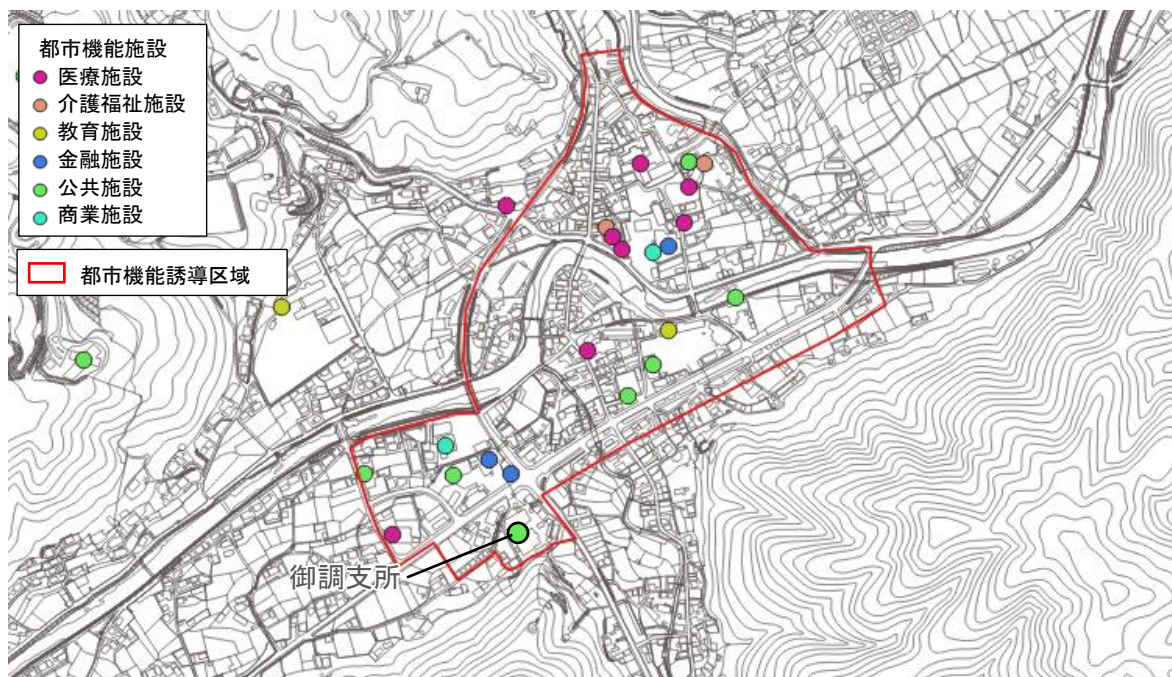 都市機能施設
医療施設
介護福祉施設
教育施設
金融施設
公共施設
商業施設
都市機能誘導区域
御調支所